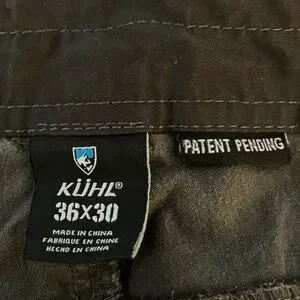 KÜHL®
36X30
MADE IN CHINA
FABRIQUE EN CHINE
HECHO EN CHINA
PATENT PENDING